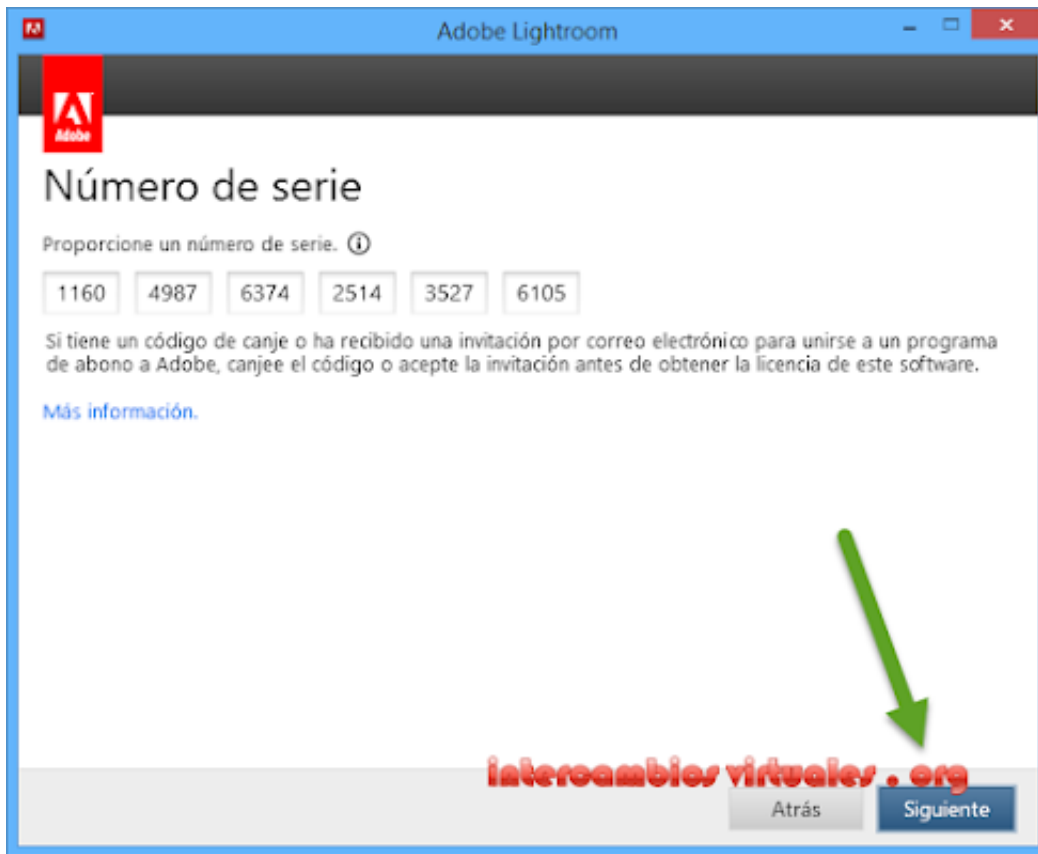 Adobe Lightroom
Adobe
Número de serie
Proporcione un número de serie.
1160 4987 6374 2514 3527 6105
Si tiene un código de canje o ha recibido una invitación por correo electrónico para unirse a un programa
de abono a Adobe, canjee el código o acepte la invitación antes de obtener la licencia de este software.
Más información.
intercambios virtuales . org
Atrás Siguiente